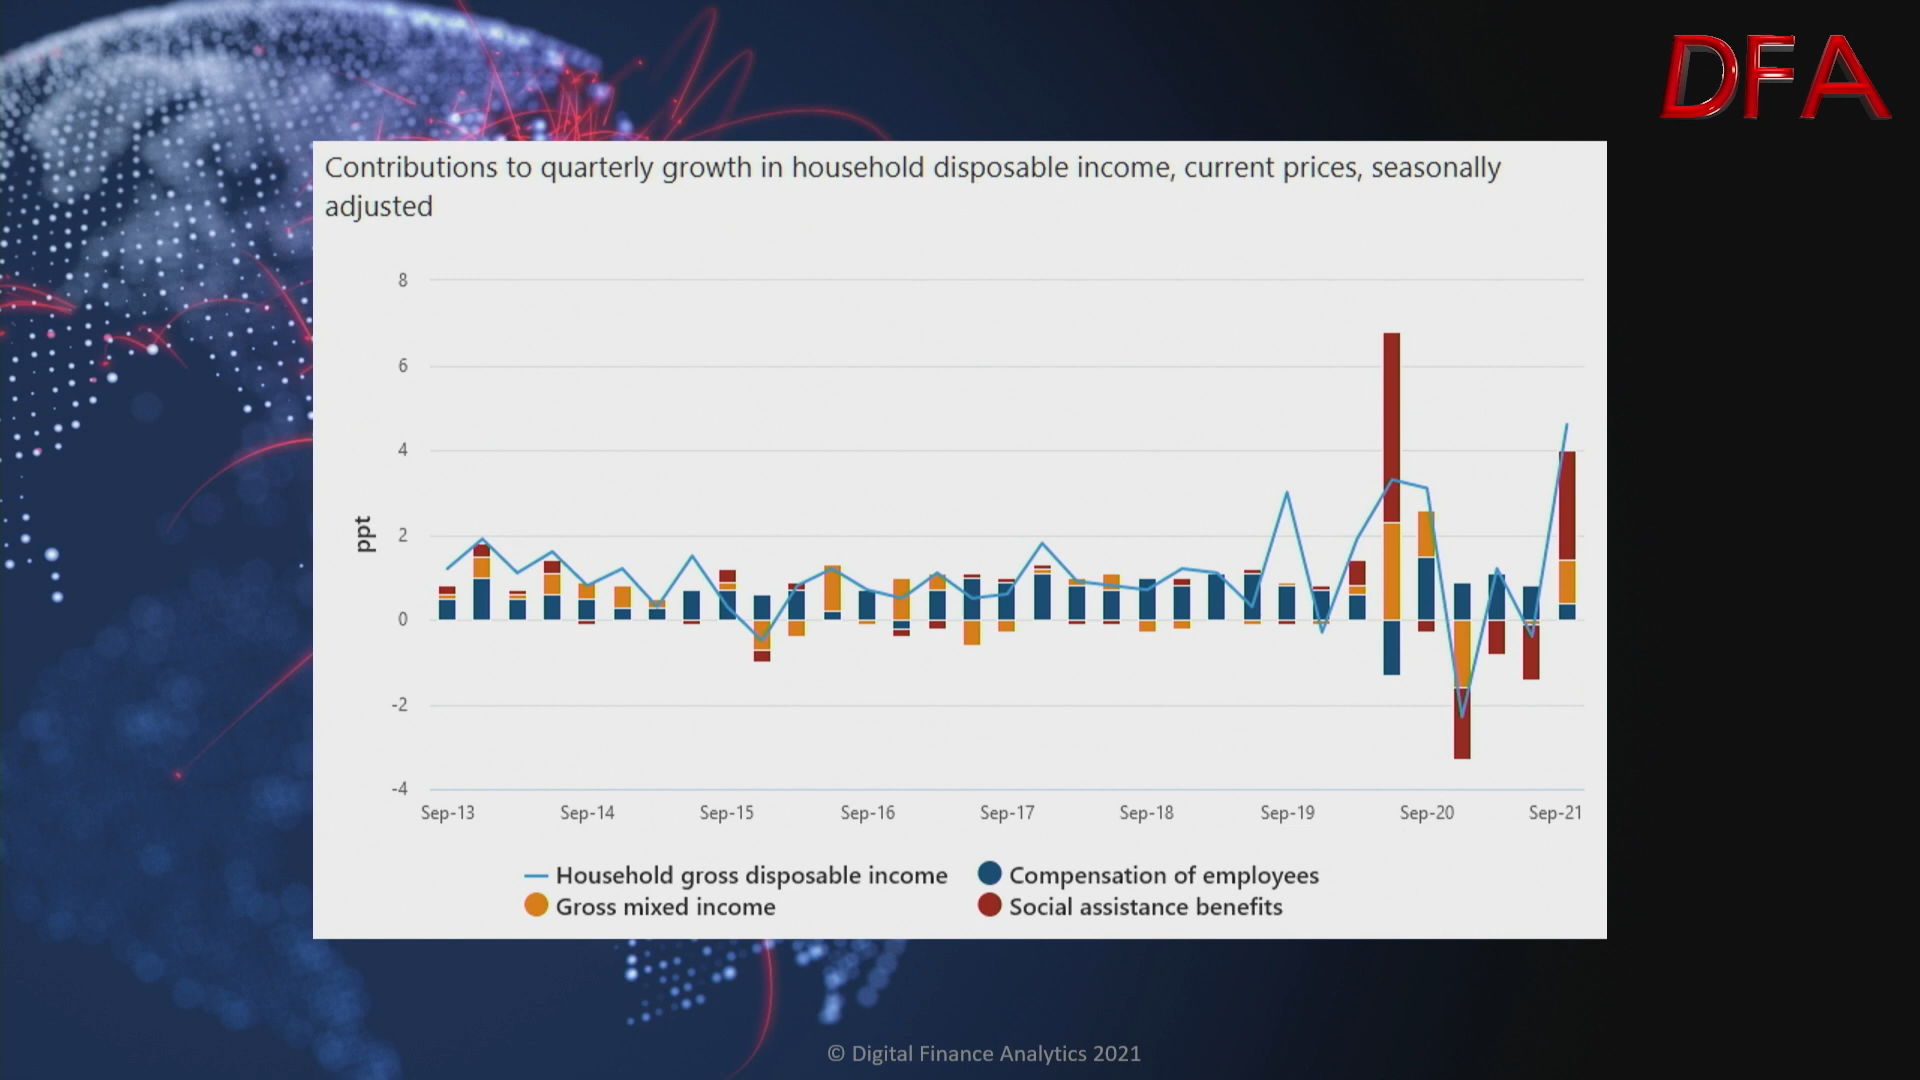 DFA
Contributions to quarterly growth in household disposable income, current prices, seasonally
adjusted
8
6
4
2
0
-2
-4
ppt
Sep-13 Sep-14 Sep-15 Sep-16 Sep-17 Sep-18 Sep-19 Sep-20 Sep-21
Household gross disposable income Compensation of employees
Gross mixed income Social assistance benefits
© Digital Finance Analytics 2021